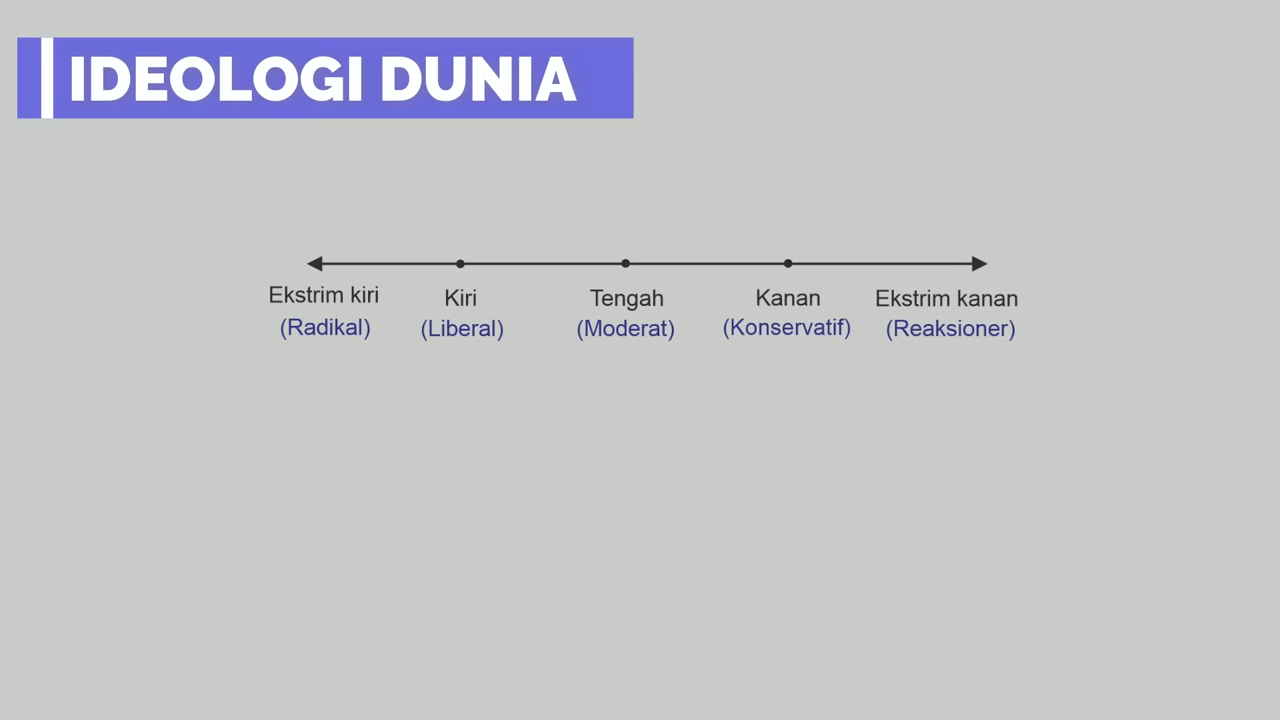 IDEOLOGI DUNIA
Ekstrim kiri
(Radikal)
Kiri
(Liberal)
Tengah
(Moderat)
Kanan
(Konservatif)
Ekstrim kanan
(Reaksioner)